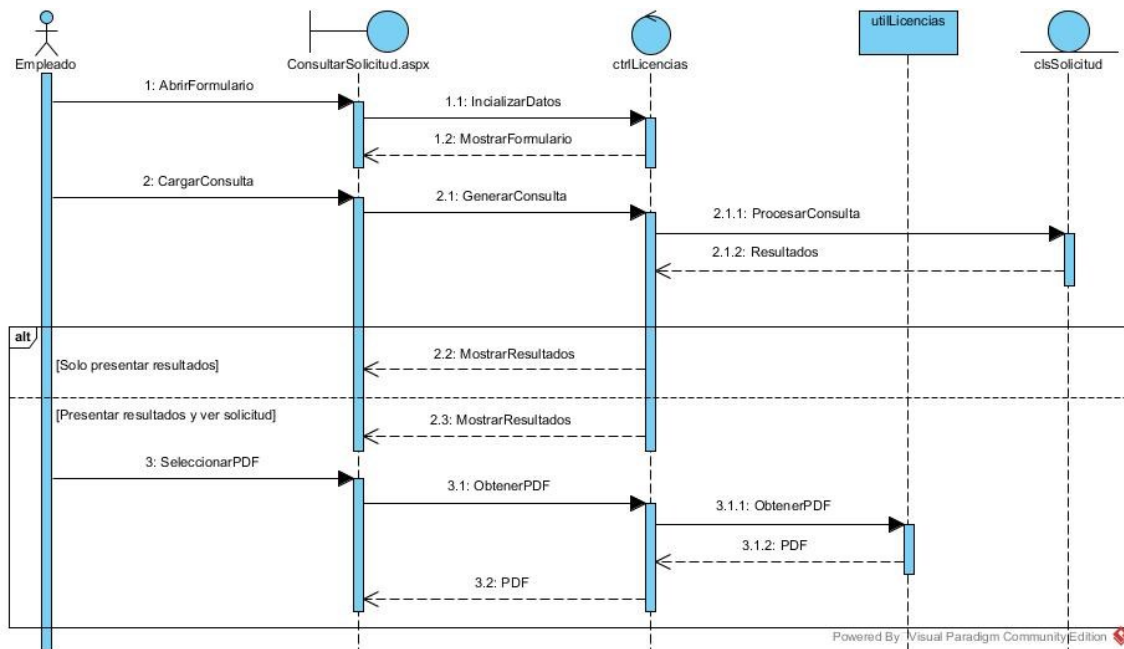 Empleado
ConsultarSolicitud.aspx
ctrlLicencias
utilLicencias
clsSolicitud
1: AbrirFormulario
1.1: IncializarDatos
1.2: MostrarFormulario
2: CargarConsulta
2.1: GenerarConsulta
2.1.1: ProcesarConsulta
2.1.2: Resultados
alt
2.2: MostrarResultados
[Solo presentar resultados]
[Presentar resultados y ver solicitud]
2.3: MostrarResultados
3: SeleccionarPDF
3.1: ObtenerPDF
3.1.1: ObtenerPDF
3.1.2: PDF
3.2: PDF
Powered By Visual Paradigm Community Edition